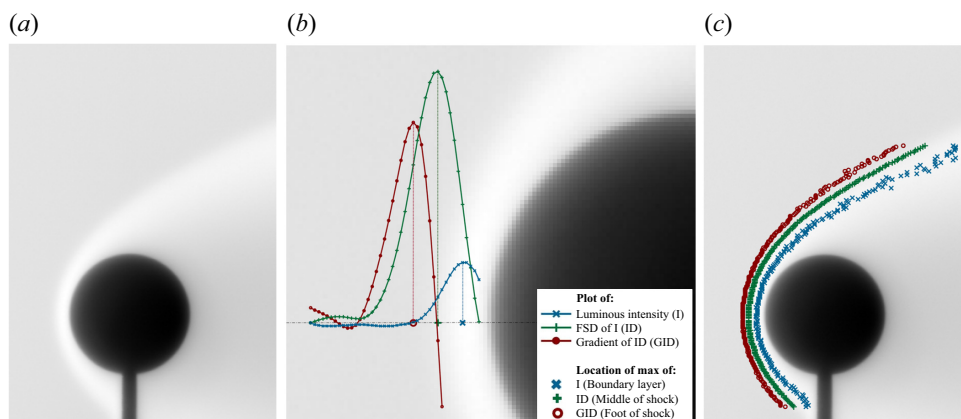 (a)
(b)
(c)
Plot of:
Luminous intensity (I)
FSD of I (ID)
Gradient of ID (GID)
Location of max of:
I (Boundary layer)
ID (Middle of shock)
GID (Foot of shock)